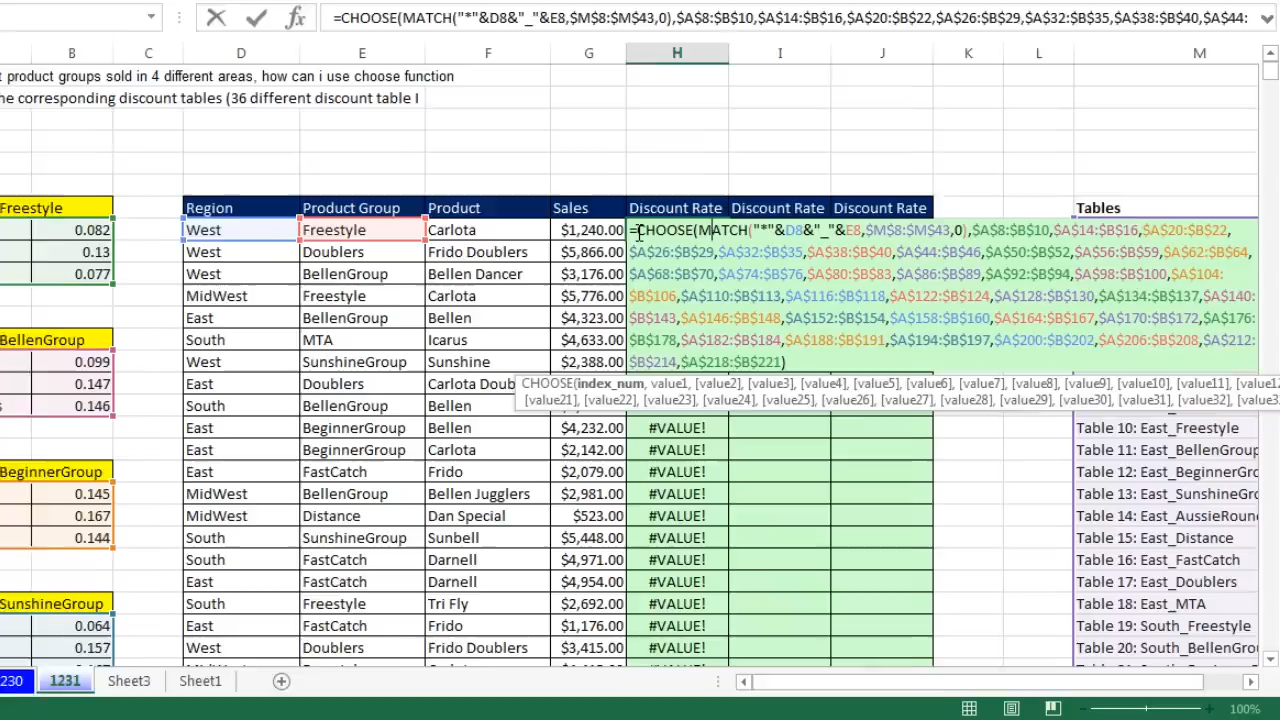 =CHOOSE(MATCH("*"&D8&"_"&E8,$M$8:$M$43,0),$A$8:$B$10,$A$14:$B$16,$A$20:$B$22,$A$26:$B$29,$A$32:$B$35,$A$38:$B$40,$A$44:
B C D E F G H I J K L M
t product groups sold in 4 different areas, how can i use choose function
he corresponding discount tables (36 different discount table I
Freestyle Region Product Group Product Sales Discount Rate Discount Rate Discount Rate Tables
0.082 West Freestyle Carlota $1,240.00 =CHOOSE(MATCH("*"&D8&"_"&E8,$M$8:$M$43,0),$A$8:$B$10,$A$14:$B$16,$A$20:$B$22,
0.13 West Doublers Frido Doublers $5,866.00 $A$26:$B$29,$A$32:$B$35,$A$38:$B$40,$A$44:$B$46,$A$50:$B$52,$A$56:$B$59,$A$62:$B$64,
0.077 West BellenGroup Bellen Dancer $3,176.00 $A$68:$B$70,$A$74:$B$76,$A$80:$B$83,$A$86:$B$89,$A$92:$B$94,$A$98:$B$100,$A$104:
MidWest Freestyle Carlota $5,776.00 $B$106,$A$110:$B$113,$A$116:$B$118,$A$122:$B$124,$A$128:$B$130,$A$134:$B$137,$A$140:
East BellenGroup Bellen $4,323.00 $B$143,$A$146:$B$148,$A$152:$B$154,$A$158:$B$160,$A$164:$B$167,$A$170:$B$172,$A$176:
BellenGroup South MTA Icarus $4,633.00 $B$178,$A$182:$B$184,$A$188:$B$191,$A$194:$B$197,$A$200:$B$202,$A$206:$B$208,$A$212:
0.099 West SunshineGroup Sunshine $2,388.00 $B$214,$A$218:$B$221)
0.147 East Doublers Carlota Doub CHOOSE(index_num, value1, [value2], [value3], [value4], [value5], [value6], [value7], [value8], [value9], [value10], [value11], [value12
s 0.146 South BellenGroup Bellen [value21], [value22], [value23], [value24], [value25], [value26], [value27], [value28], [value29], [value30], [value31], [value32],
East BeginnerGroup Bellen $4,232.00 #VALUE! Table 10: East_Freestyle
East BeginnerGroup Carlota $2,142.00 #VALUE! Table 11: East_BellenGroup
BeginnerGroup East FastCatch Frido $2,079.00 #VALUE! Table 12: East_BeginnerGro
0.145 MidWest BellenGroup Bellen Jugglers $2,981.00 #VALUE! Table 13: East_SunshineGro
0.167 MidWest Distance Dan Special $523.00 #VALUE! Table 14: East_AussieRoun
0.144 South SunshineGroup Sunbell $5,448.00 #VALUE! Table 15: East_Distance
South FastCatch Darnell $4,971.00 #VALUE! Table 16: East_FastCatch
East FastCatch Darnell $4,954.00 #VALUE! Table 17: East_Doublers
SunshineGroup South Freestyle Tri Fly $2,692.00 #VALUE! Table 18: East_MTA
0.064 East FastCatch Frido $1,176.00 #VALUE! Table 19: South_Freestyle
0.157 West Doublers Frido Doublers $3,415.00 #VALUE! Table 20: South_BellenGro
230 1231 Sheet3 Sheet1
100%